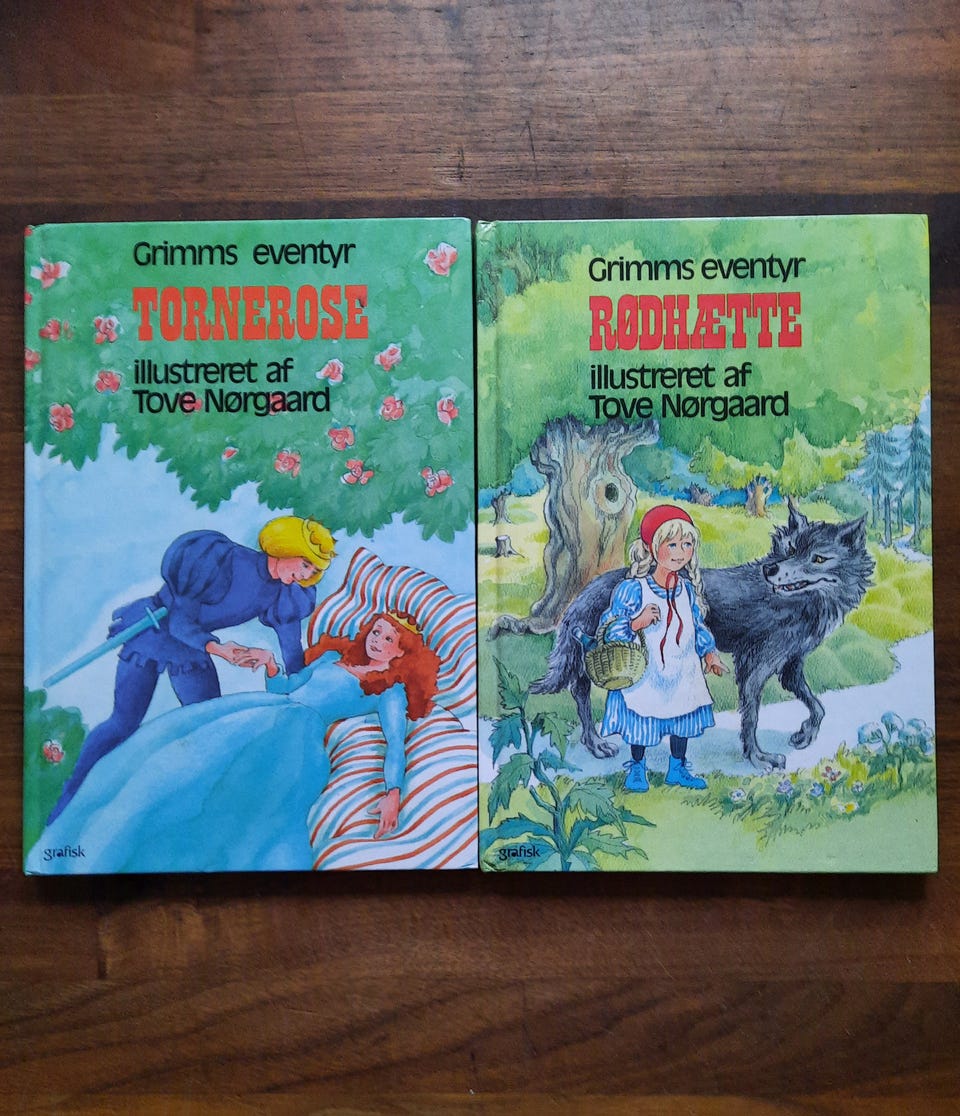 Grimms eventyr
TORNEROSE
illustreret af
Tove Nørgaard
grafisk
Grimms eventyr
RØDHÆTTE
illustreret af
Tove Nørgaard
grafisk